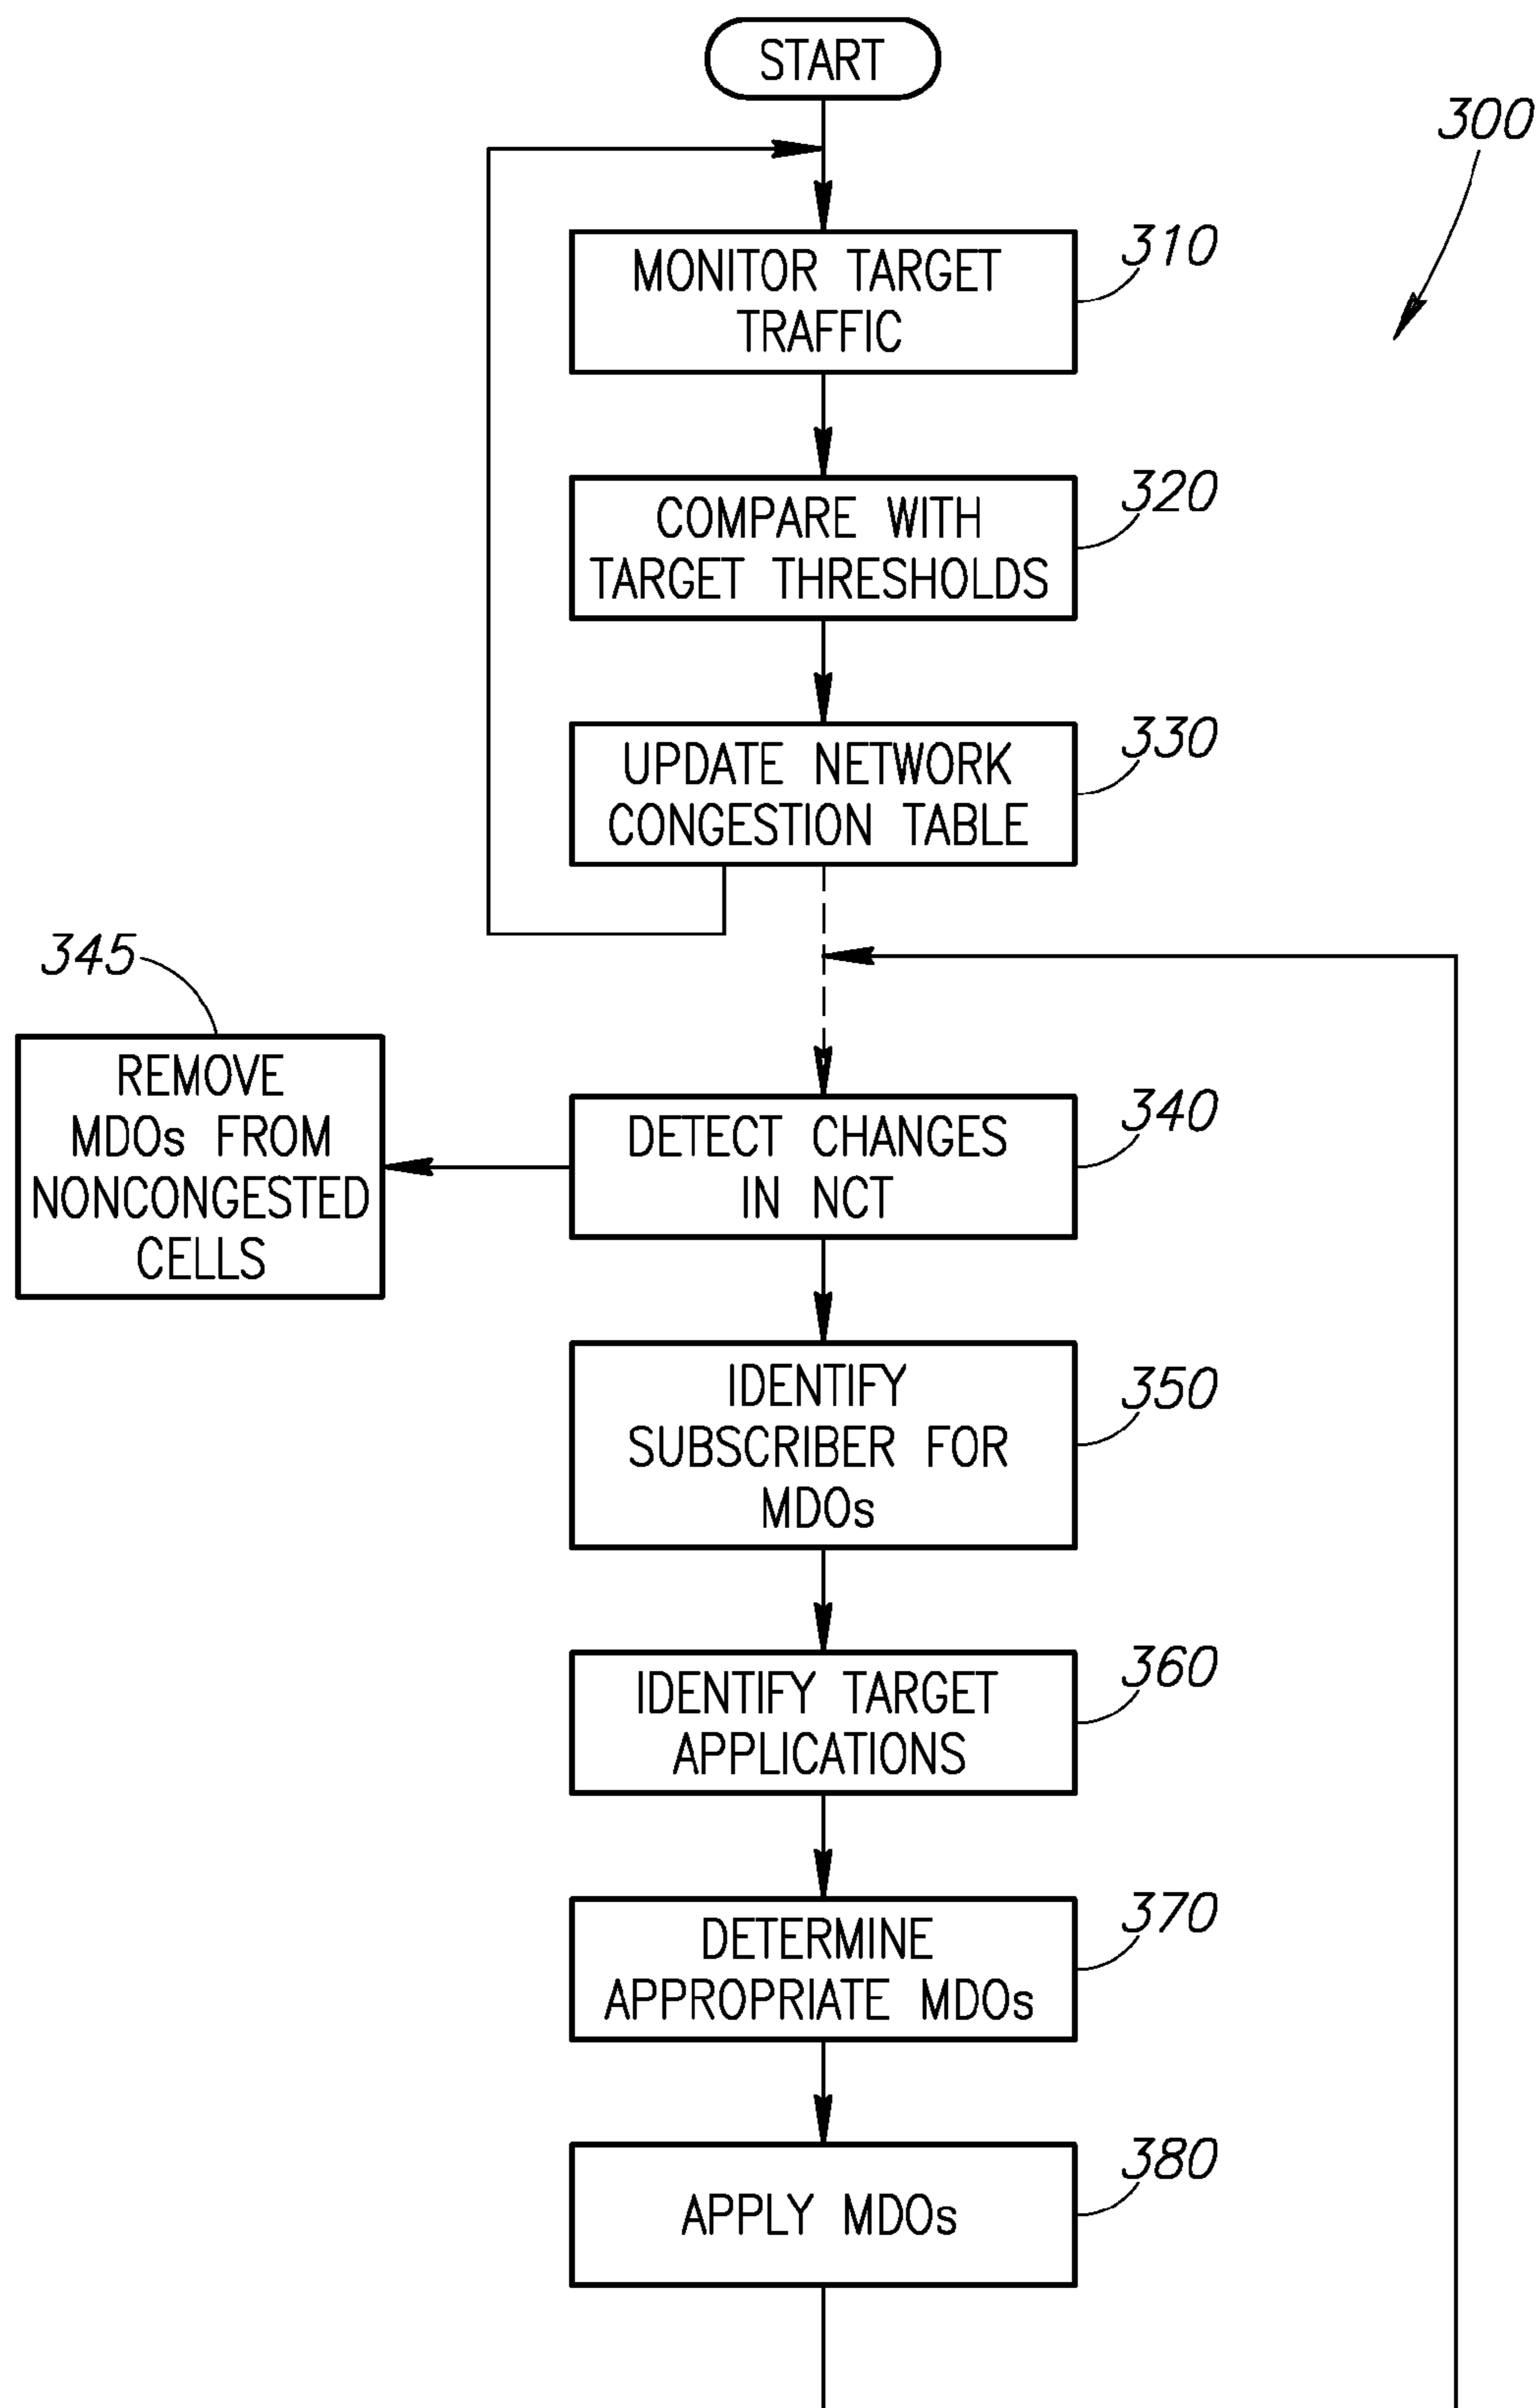 START
300
MONITOR TARGET
TRAFFIC
310
COMPARE WITH
TARGET THRESHOLDS
320
UPDATE NETWORK
CONGESTION TABLE
330
345
REMOVE
MDOs FROM
NONCONGESTED
CELLS
DETECT CHANGES
IN NCT
340
IDENTIFY
SUBSCRIBER FOR
MDOs
350
IDENTIFY TARGET
APPLICATIONS
360
DETERMINE
APPROPRIATE MDOs
370
APPLY MDOs
380